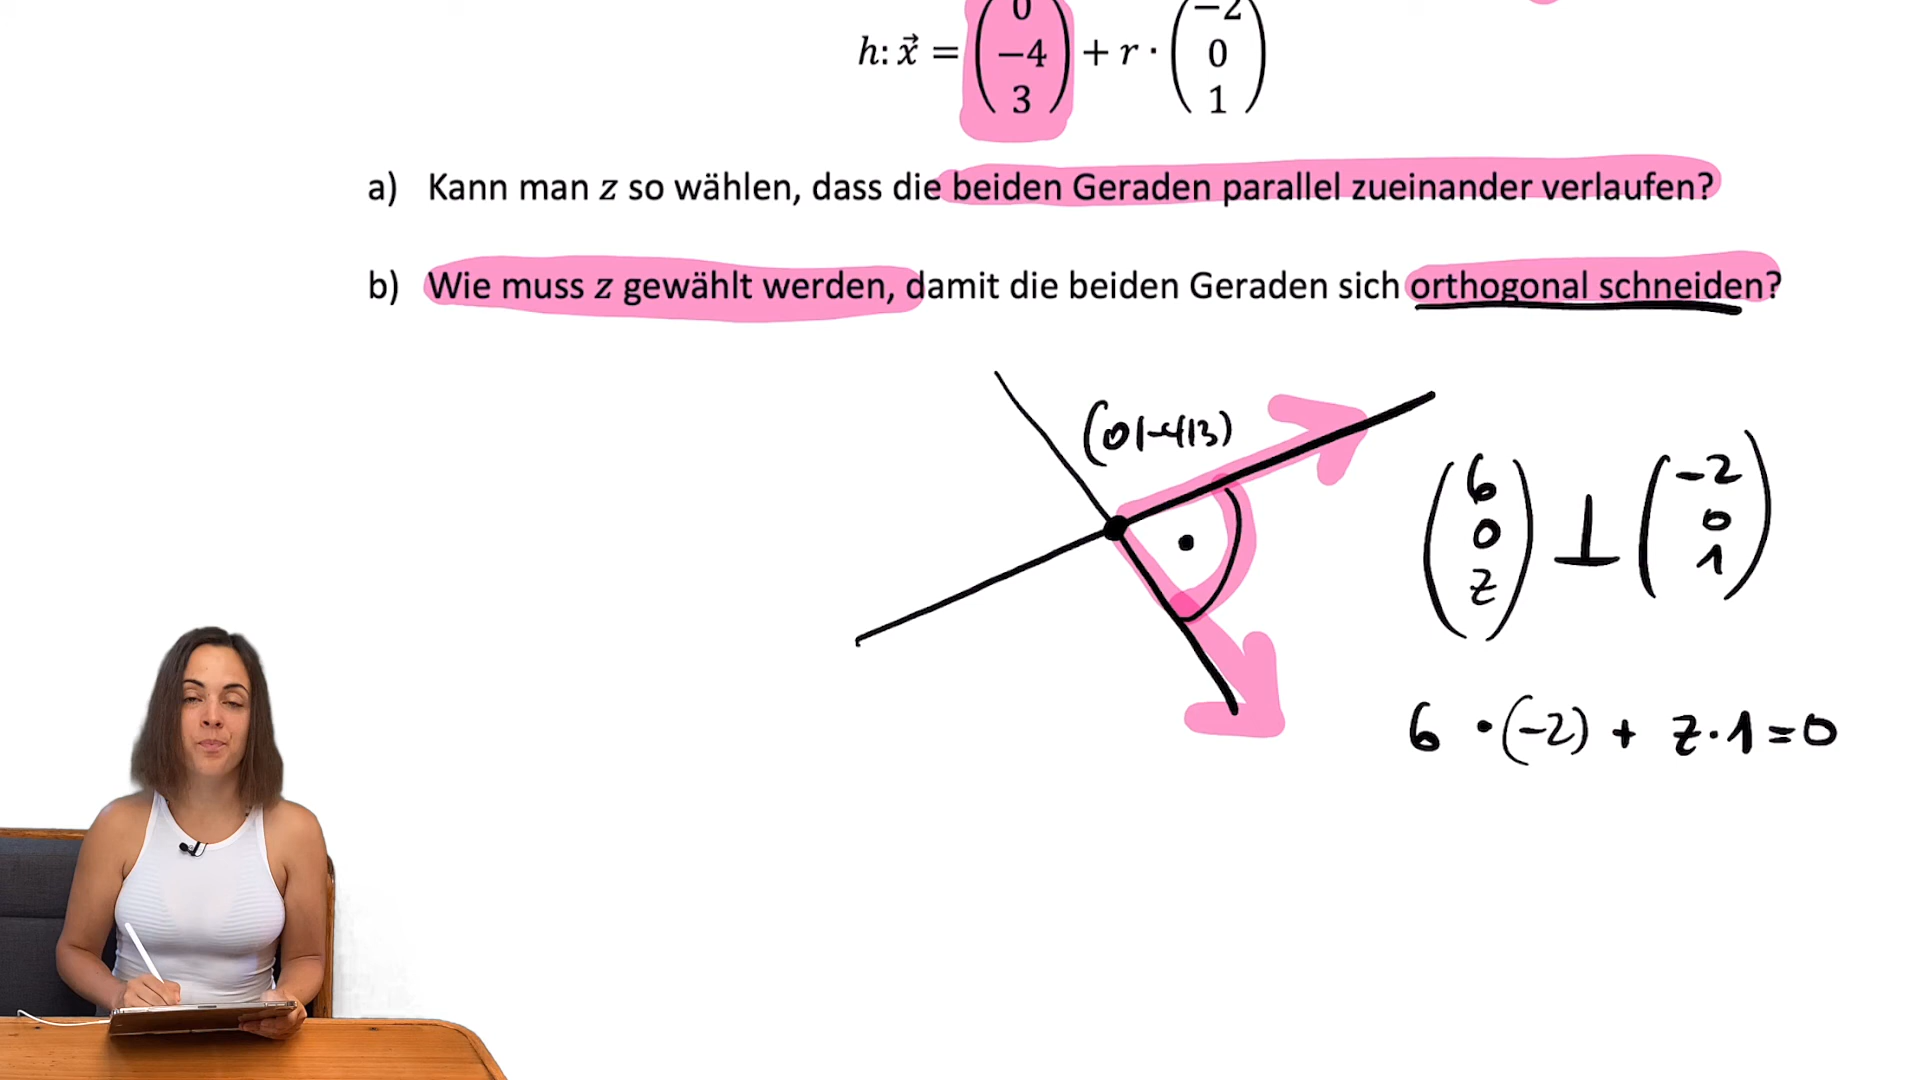 h: x⃗ = (0 −4 3) + r · (−2 0 1)
a) Kann man z so wählen, dass die beiden Geraden parallel zueinander verlaufen?
b) Wie muss z gewählt werden, damit die beiden Geraden sich orthogonal schneiden?
(0|-4|3)
(6 0 z) ⊥ (-2 0 1)
6 · (-2) + z · 1 = 0